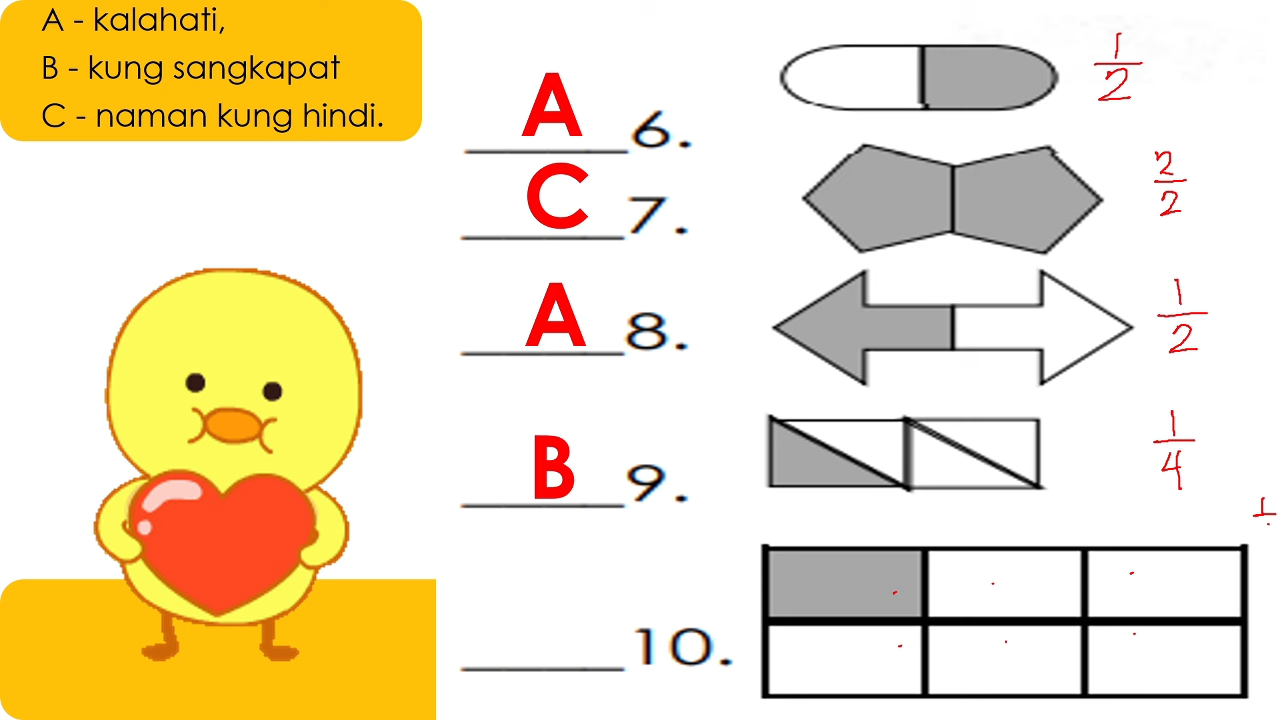 A - kalahati,
B - kung sangkapat
C - naman kung hindi.
A 6. 1/2
C 7. 2/2
A 8. 1/2
B 9. 1/4
10. 1